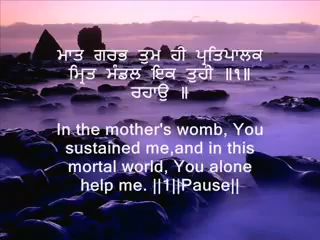 ਮਾਤ ਗਰਭ ਤੁਮ ਹੀ ਪ੍ਰਤਿਪਾਲਕ
ਮ੍ਰਿਤ ਮੰਡਲ ਇਕ ਤੁਹੀ ॥੧॥
ਰਹਾਉ ॥
In the mother's womb, You
sustained me,and in this
mortal world, You alone
help me. ||1||Pause||